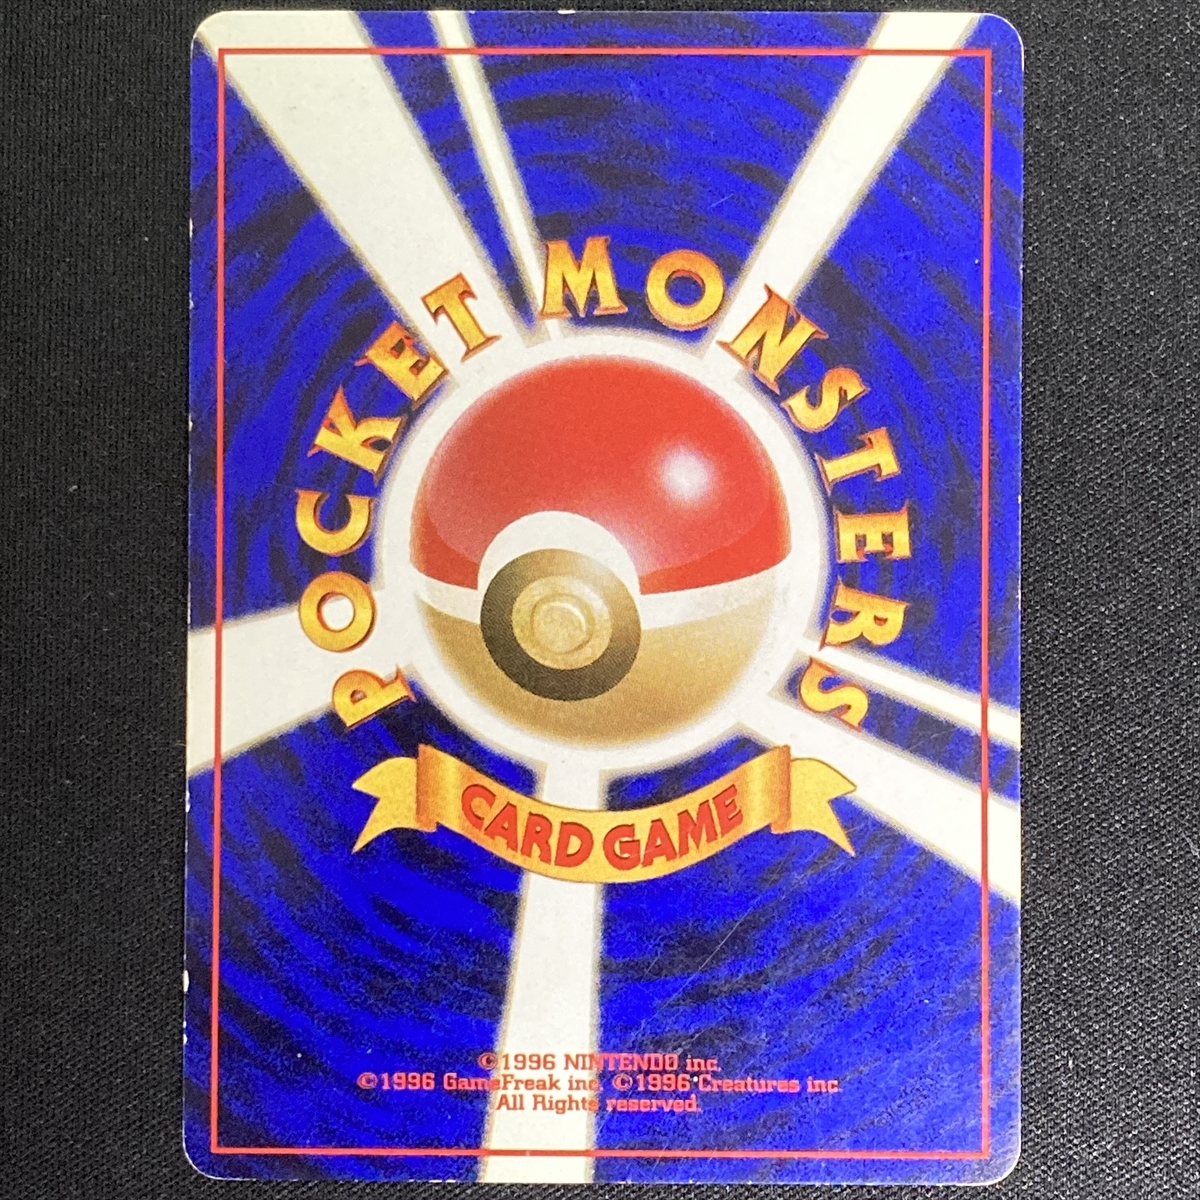 POCKET MONSTERS
CARD GAME
©1996 NINTENDO inc.
©1996 GameFreak inc. ©1996 Creatures inc.
All Rights reserved.